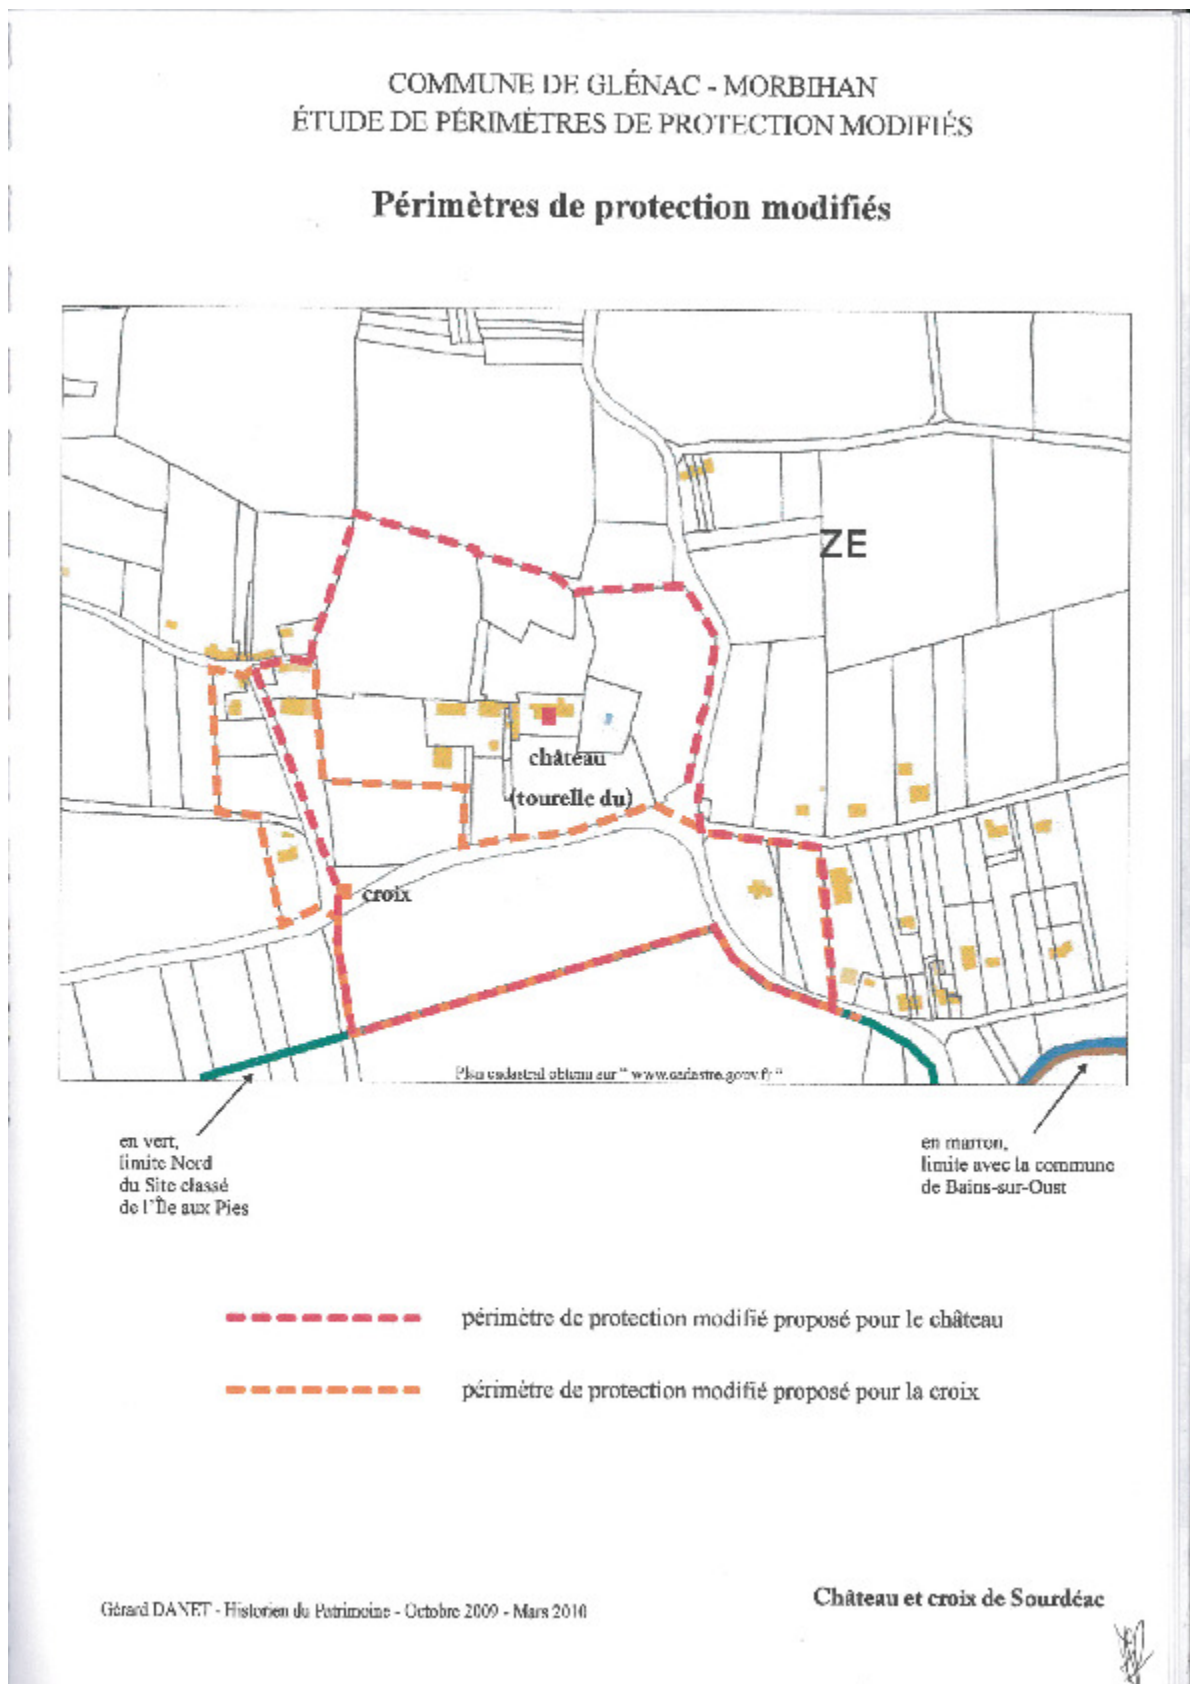 COMMUNE DE GLÉNAC - MORBIHAN
ÉTUDE DE PÉRIMÈTRES DE PROTECTION MODIFIÉS
Périmètres de protection modifiés
ZE
château
(tourelle du)
croix
Plan cadastral obtenu sur " www.cadastre.gouv.fr "
en vert,
limite Nord
du Site classé
de l'Île aux Pies
en marron,
limite avec la commune
de Bains-sur-Oust
périmètre de protection modifié proposé pour le château
périmètre de protection modifié proposé pour la croix
Gérard DANET - Historien du Patrimoine - Octobre 2009 - Mars 2010
Château et croix de Sourdéac